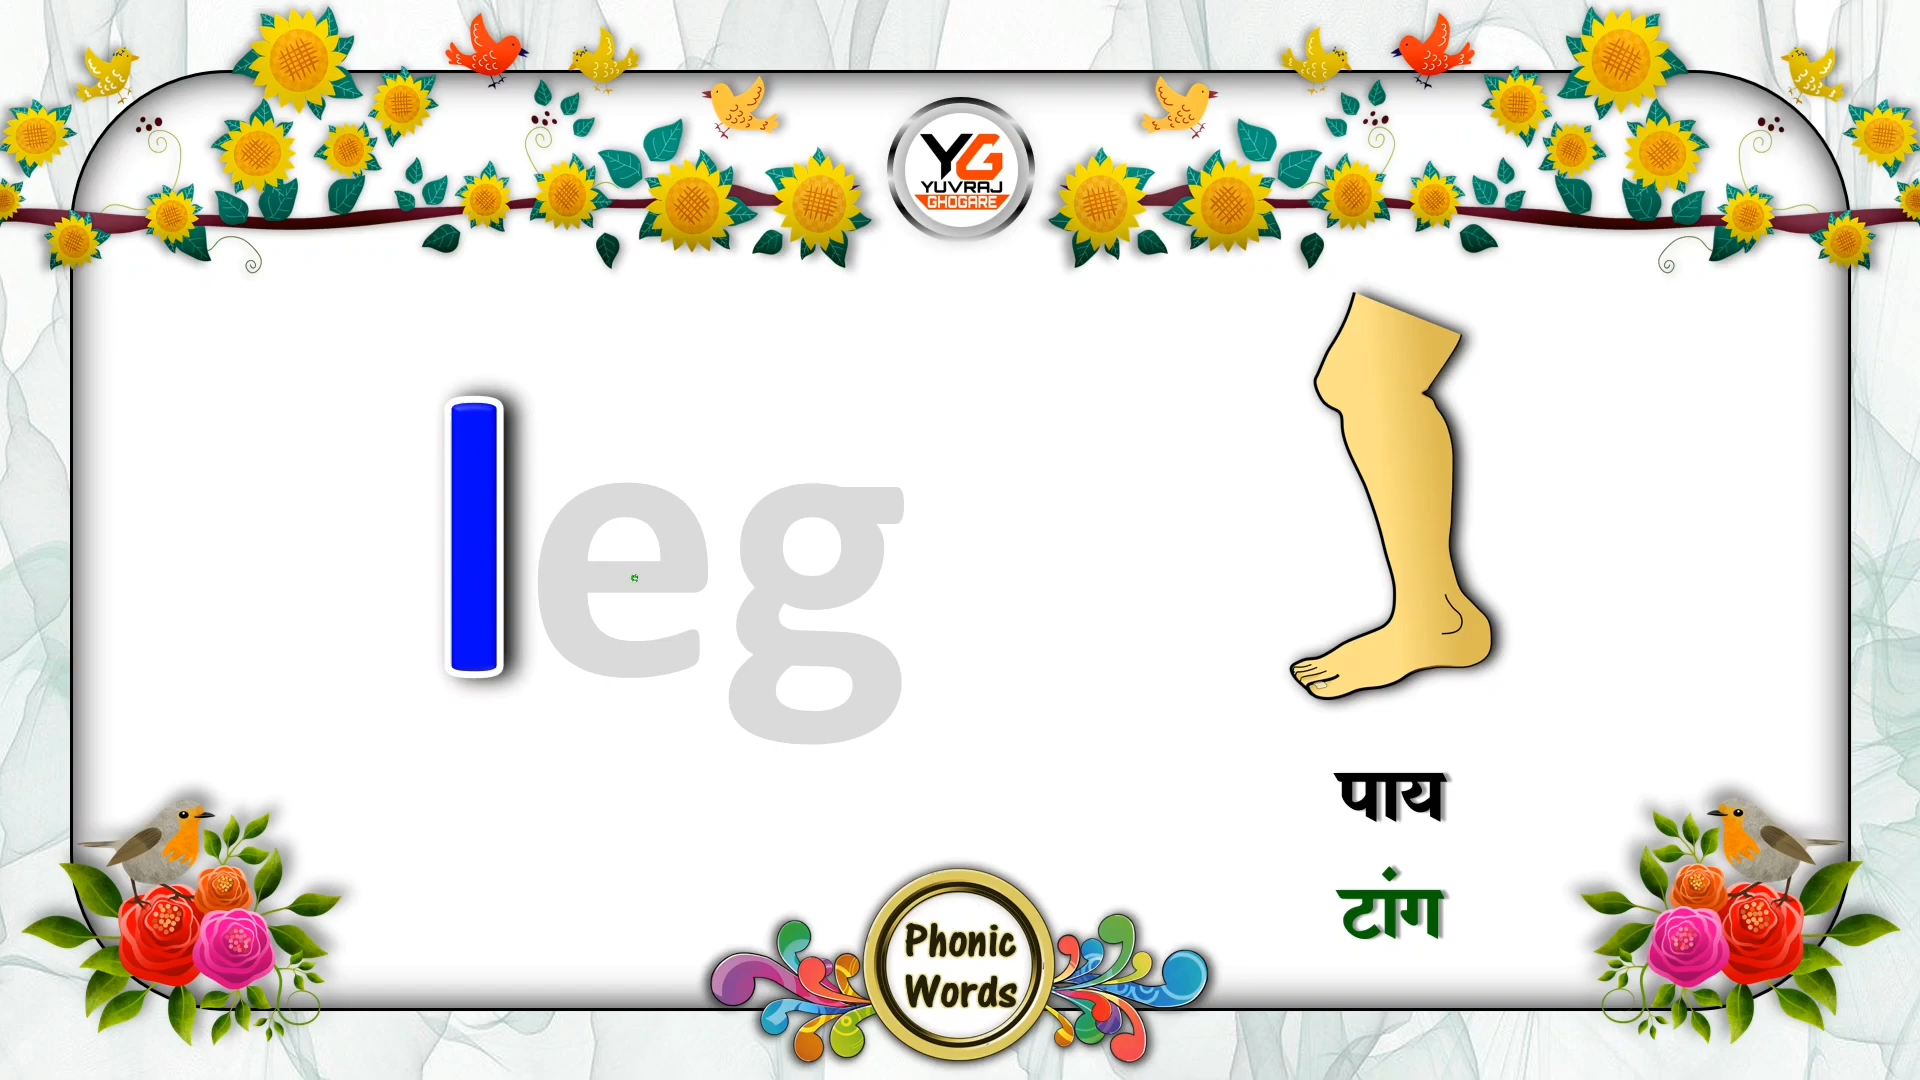 YG
YUVRAJ
GHOGARE
leg
पाय
टांग
Phonic
Words